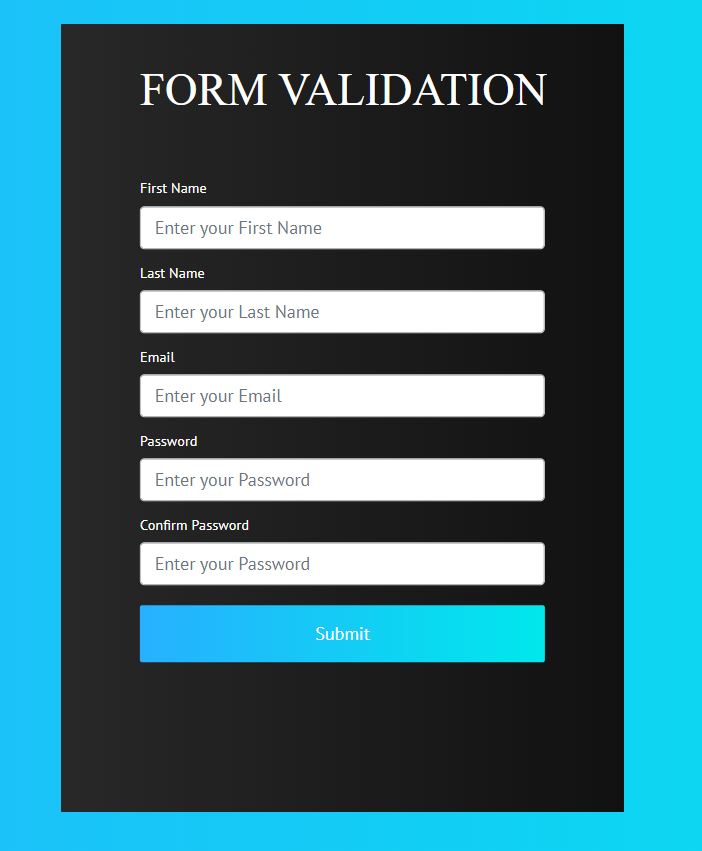 FORM VALIDATION
First Name
Enter your First Name
Last Name
Enter your Last Name
Email
Enter your Email
Password
Enter your Password
Confirm Password
Enter your Password
Submit